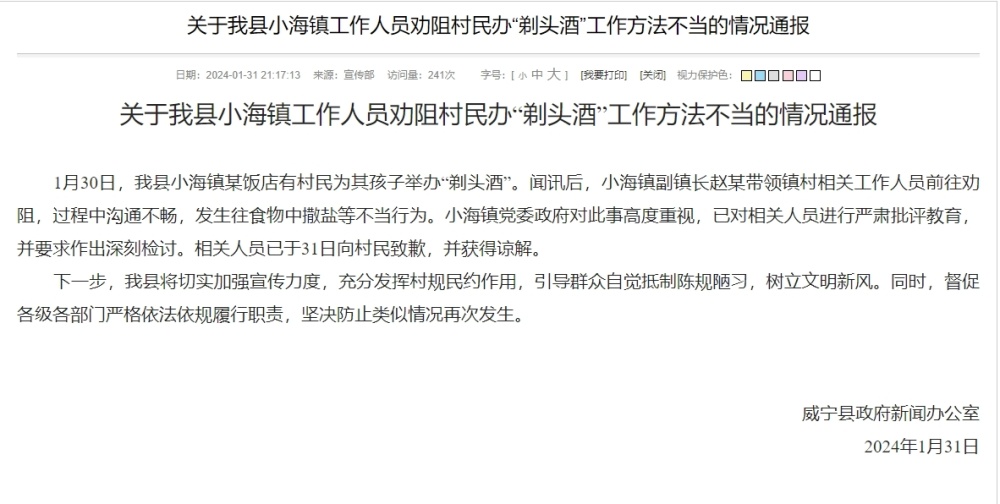 关于我县小海镇工作人员劝阻村民办“剃头酒”工作方法不当的情况通报
日期：2024-01-31 21:17:13 来源：宣传部 访问量：241次 字号：[ 小 中 大 ] [我要打印] [关闭] 视力保护色：
关于我县小海镇工作人员劝阻村民办“剃头酒”工作方法不当的情况通报
1月30日，我县小海镇某饭店有村民为其孩子举办“剃头酒”。闻讯后，小海镇副镇长赵某带领镇村相关工作人员前往劝
阻，过程中沟通不畅，发生往食物中撒盐等不当行为。小海镇党委政府对此事高度重视，已对相关人员进行严肃批评教育，
并要求作出深刻检讨。相关人员已于31日向村民致歉，并获得谅解。
下一步，我县将切实加强宣传力度，充分发挥村规民约作用，引导群众自觉抵制陈规陋习，树立文明新风。同时，督促
各级各部门严格依法依规履行职责，坚决防止类似情况再次发生。
威宁县政府新闻办公室
2024年1月31日